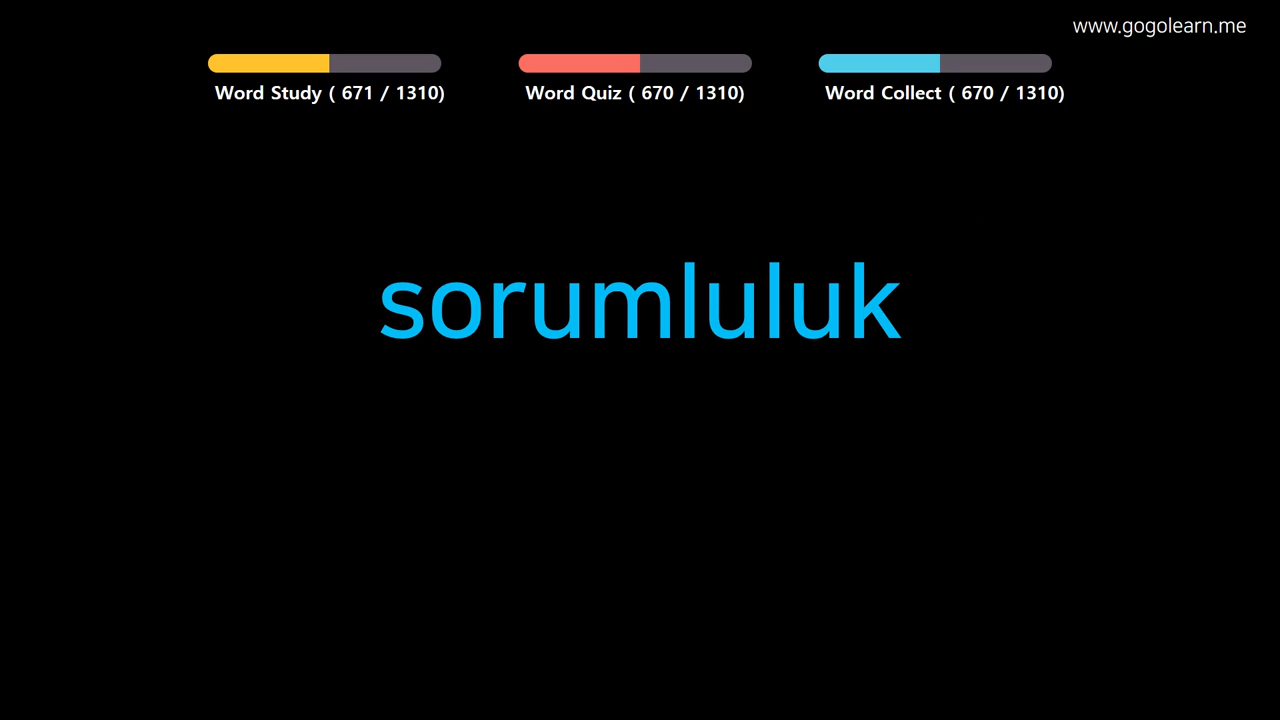 www.gogolearn.me
Word Study ( 671 / 1310)
Word Quiz ( 670 / 1310)
Word Collect ( 670 / 1310)
sorumluluk